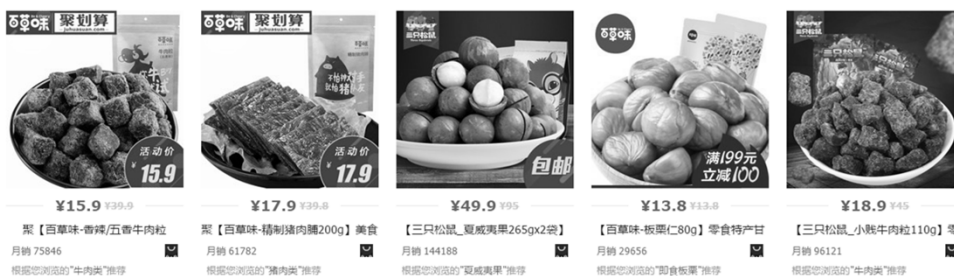 百草味 聚划算
juhuasuan.com
百草味
活动价
¥15.9
¥15.9 ¥39.9
聚【百草味-香辣/五香牛肉粒
月销 75846
根据您浏览的"牛肉类"推荐
百草味 聚划算
juhuasuan.com
百草味
活动价
¥17.9
¥17.9 ¥39.8
聚【百草味-精制猪肉脯200g】美食
月销 61782
根据您浏览的"猪肉类"推荐
三只松鼠
包邮
¥49.9 ¥95
【三只松鼠_夏威夷果265gx2袋】
月销 144188
根据您浏览的"夏威夷果"推荐
百草味
满199元
立减100
¥13.8 ¥13.8
【百草味-板栗仁80g】零食特产甘
月销 29656
根据您浏览的"即食板栗"推荐
三只松鼠
¥18.9 ¥45
【三只松鼠_小贱牛肉粒110g】零
月销 96121
根据您浏览的"牛肉类"推荐